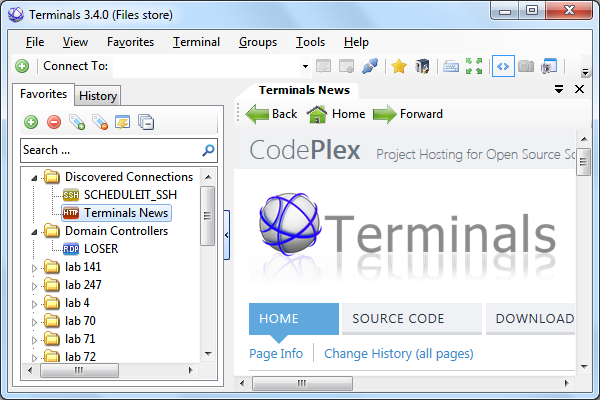 Terminals 3.4.0 (Files store)
File View Favorites Terminal Groups Tools Help
Connect To:
Favorites History
Terminals News
Back Home Forward
Search ...
Discovered Connections
SSH SCHEDULEIT_SSH
HTTP Terminals News
Domain Controllers
RDP LOSER
lab 141
lab 247
lab 4
lab 70
lab 71
lab 72
CodePlex Project Hosting for Open Source So
Terminals
HOME SOURCE CODE DOWNLOAD
Page Info Change History (all pages)